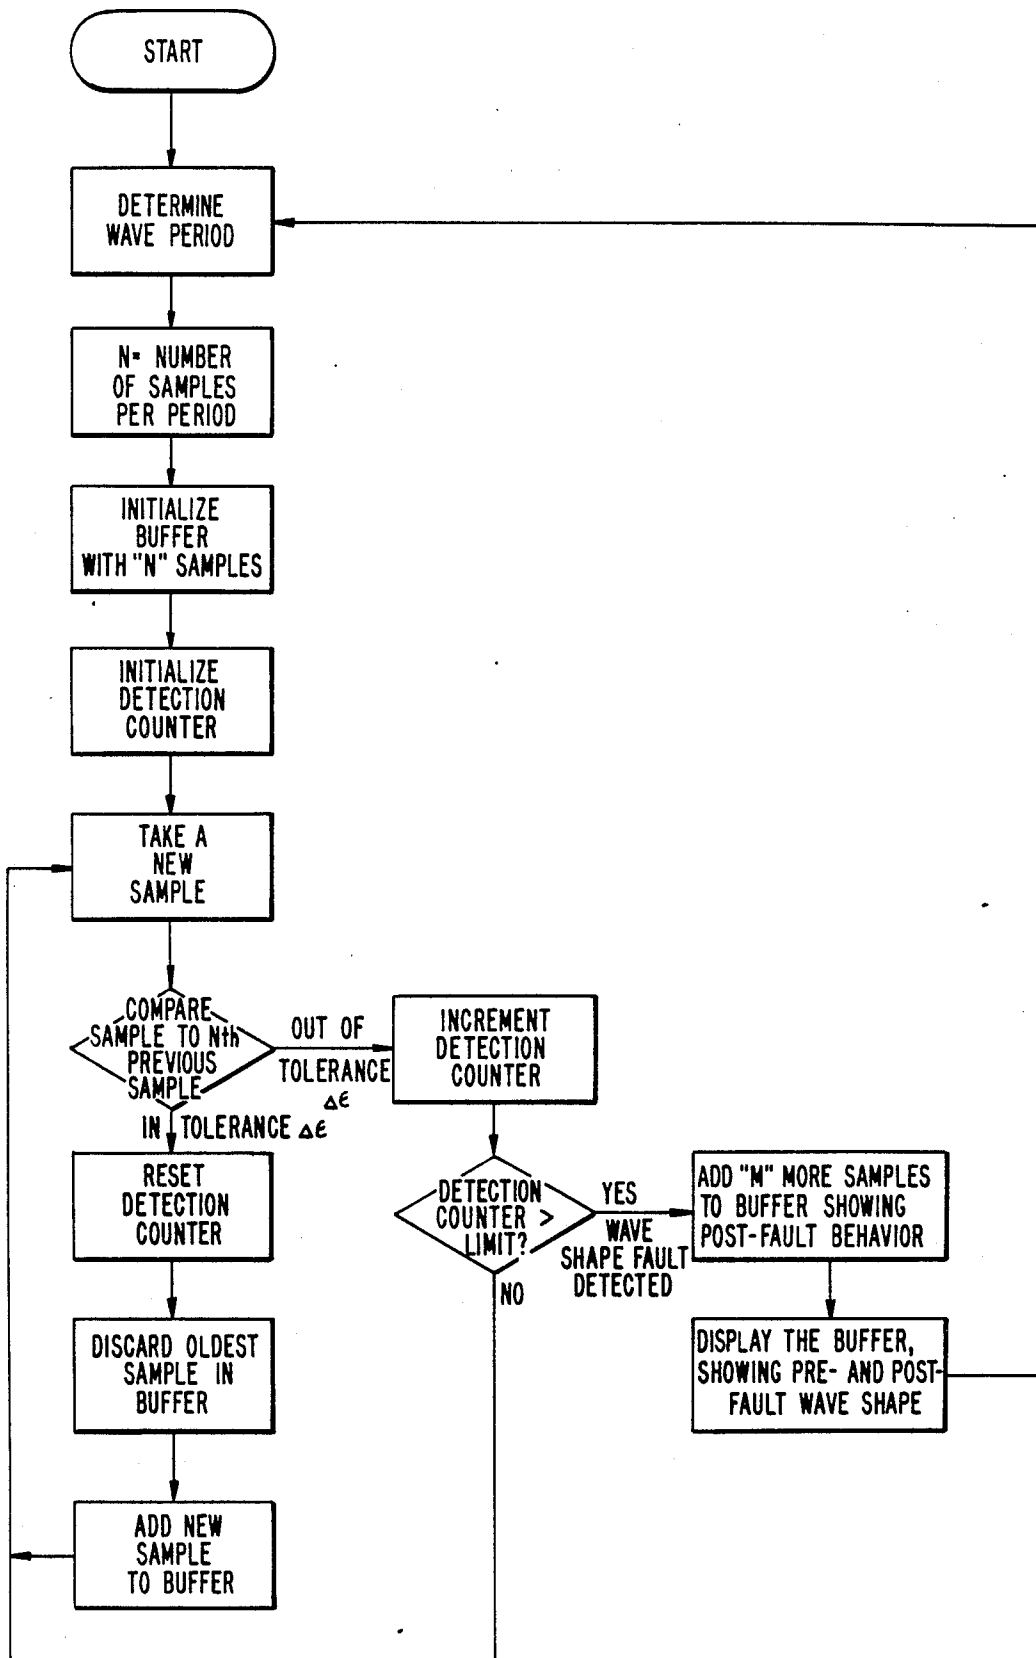 START
DETERMINE
WAVE PERIOD
N= NUMBER
OF SAMPLES
PER PERIOD
INITIALIZE
BUFFER
WITH "N" SAMPLES
INITIALIZE
DETECTION
COUNTER
TAKE A
NEW
SAMPLE
COMPARE
SAMPLE TO Nth
PREVIOUS
SAMPLE
OUT OF
TOLERANCE
Δε
IN TOLERANCE Δε
INCREMENT
DETECTION
COUNTER
RESET
DETECTION
COUNTER
DETECTION
COUNTER >
LIMIT?
YES
WAVE
SHAPE FAULT
DETECTED
NO
ADD "M" MORE SAMPLES
TO BUFFER SHOWING
POST-FAULT BEHAVIOR
DISCARD OLDEST
SAMPLE IN
BUFFER
DISPLAY THE BUFFER,
SHOWING PRE- AND POST-
FAULT WAVE SHAPE
ADD NEW
SAMPLE
TO BUFFER